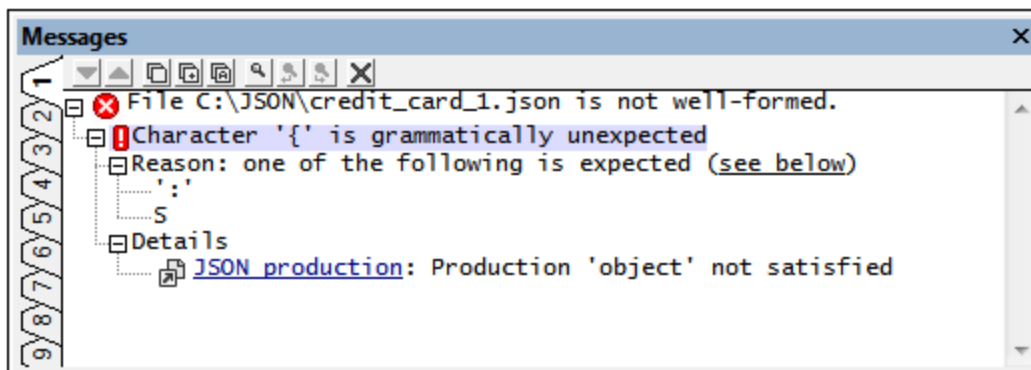 Messages
File C:\JSON\credit_card_1.json is not well-formed.
Character '{' is grammatically unexpected
Reason: one of the following is expected (see below)
':'
S
Details
JSON production: Production 'object' not satisfied
1
2
3
4
5
6
7
8
9